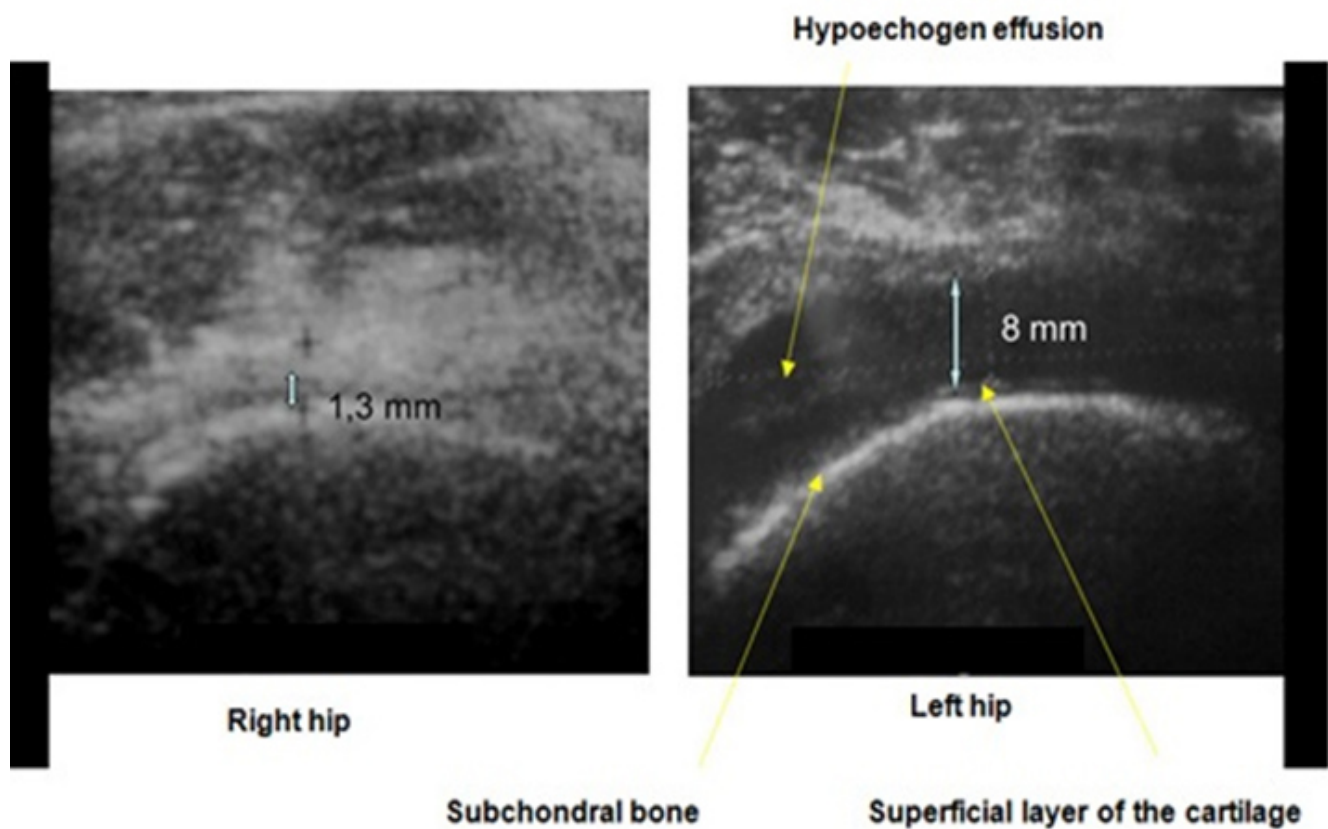 Hypoechogen effusion
1,3 mm
8 mm
Right hip
Left hip
Subchondral bone
Superficial layer of the cartilage